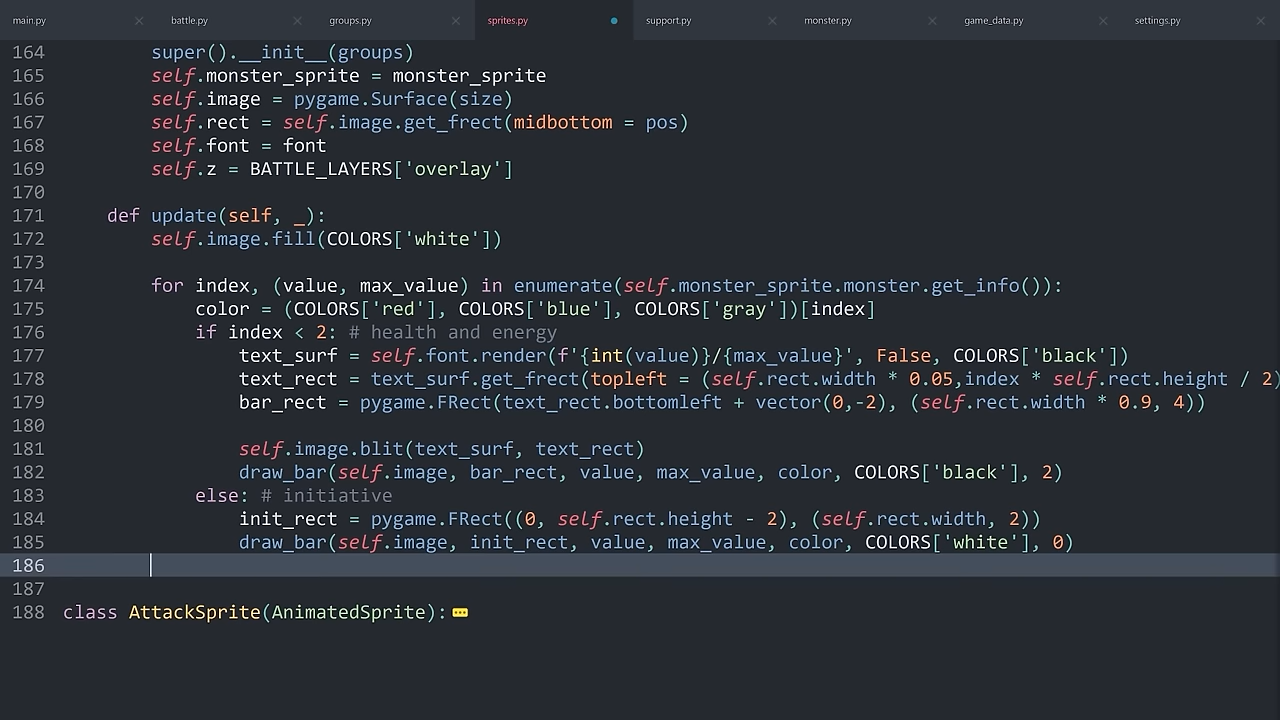 main.py battle.py groups.py sprites.py support.py monster.py game_data.py settings.py
164 super().__init__(groups)
165 self.monster_sprite = monster_sprite
166 self.image = pygame.Surface(size)
167 self.rect = self.image.get_frect(midbottom = pos)
168 self.font = font
169 self.z = BATTLE_LAYERS['overlay']
170
171 def update(self, _):
172 self.image.fill(COLORS['white'])
173
174 for index, (value, max_value) in enumerate(self.monster_sprite.monster.get_info()):
175 color = (COLORS['red'], COLORS['blue'], COLORS['gray'])[index]
176 if index < 2: # health and energy
177 text_surf = self.font.render(f'{int(value)}/{max_value}', False, COLORS['black'])
178 text_rect = text_surf.get_frect(topleft = (self.rect.width * 0.05,index * self.rect.height / 2)
179 bar_rect = pygame.FRect(text_rect.bottomleft + vector(0,-2), (self.rect.width * 0.9, 4))
180
181 self.image.blit(text_surf, text_rect)
182 draw_bar(self.image, bar_rect, value, max_value, color, COLORS['black'], 2)
183 else: # initiative
184 init_rect = pygame.FRect((0, self.rect.height - 2), (self.rect.width, 2))
185 draw_bar(self.image, init_rect, value, max_value, color, COLORS['white'], 0)
186
187
188 class AttackSprite(AnimatedSprite):